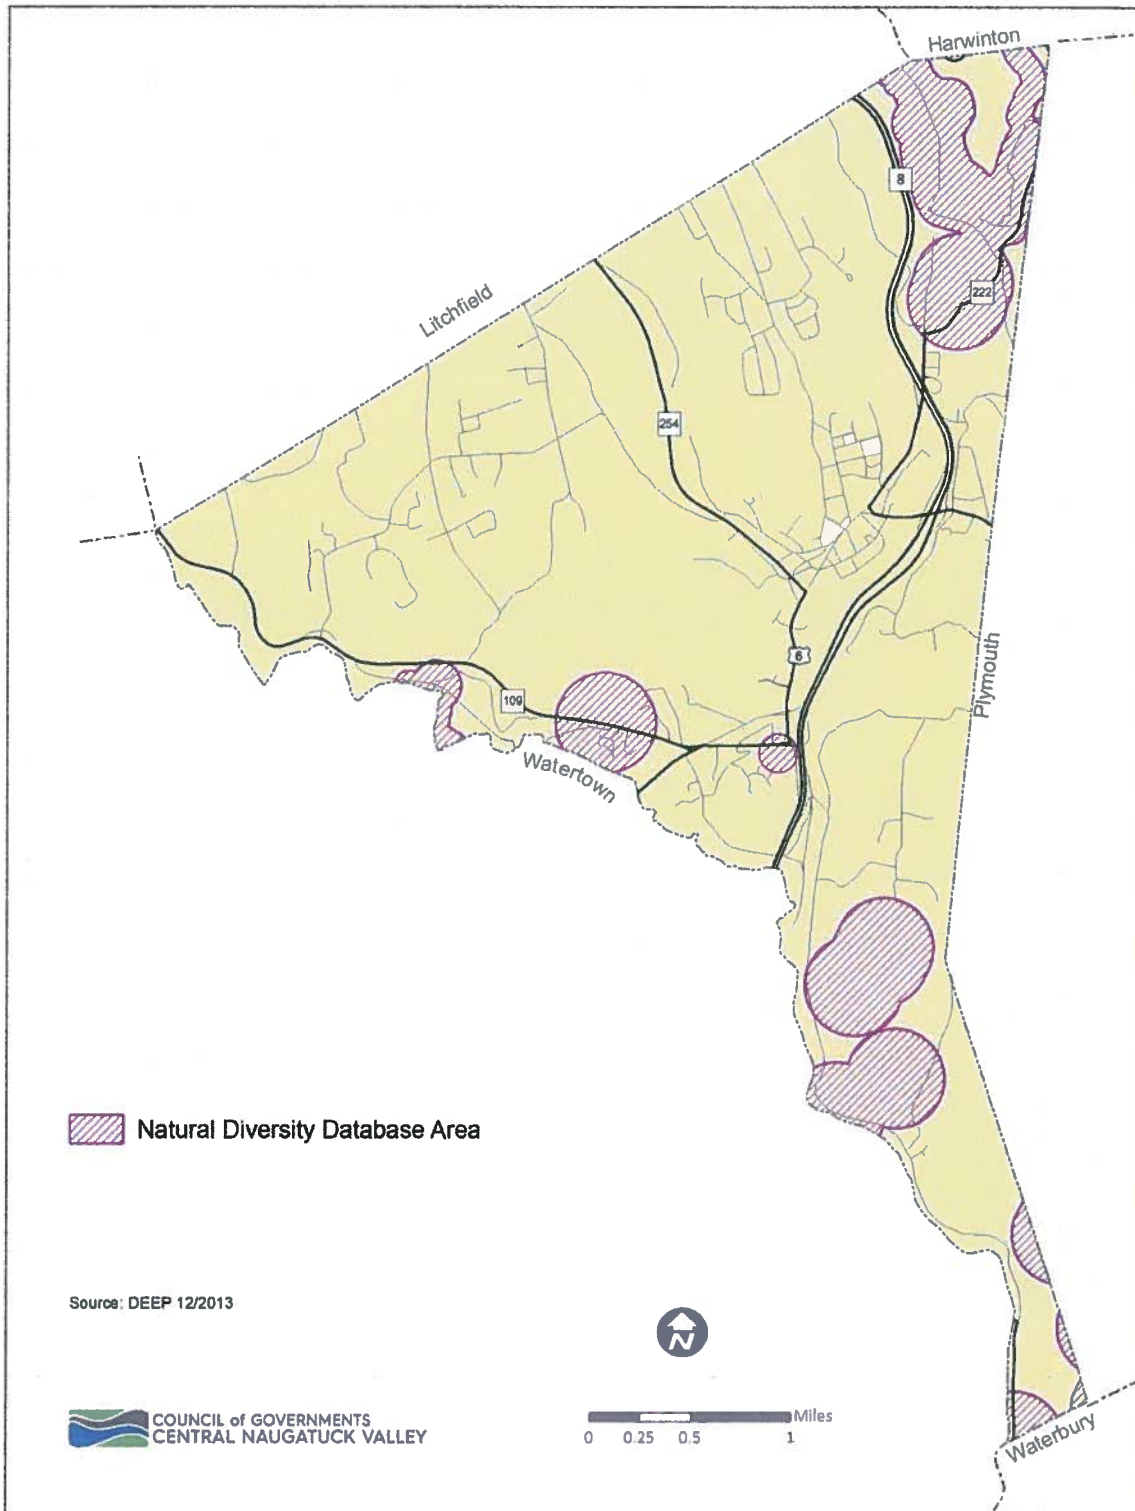 Harwinton
8
222
Litchfield
254
6
Plymouth
109
Watertown
Natural Diversity Database Area
Source: DEEP 12/2013
N
COUNCIL of GOVERNMENTS
CENTRAL NAUGATUCK VALLEY
Miles
0 0.25 0.5 1
Waterbury